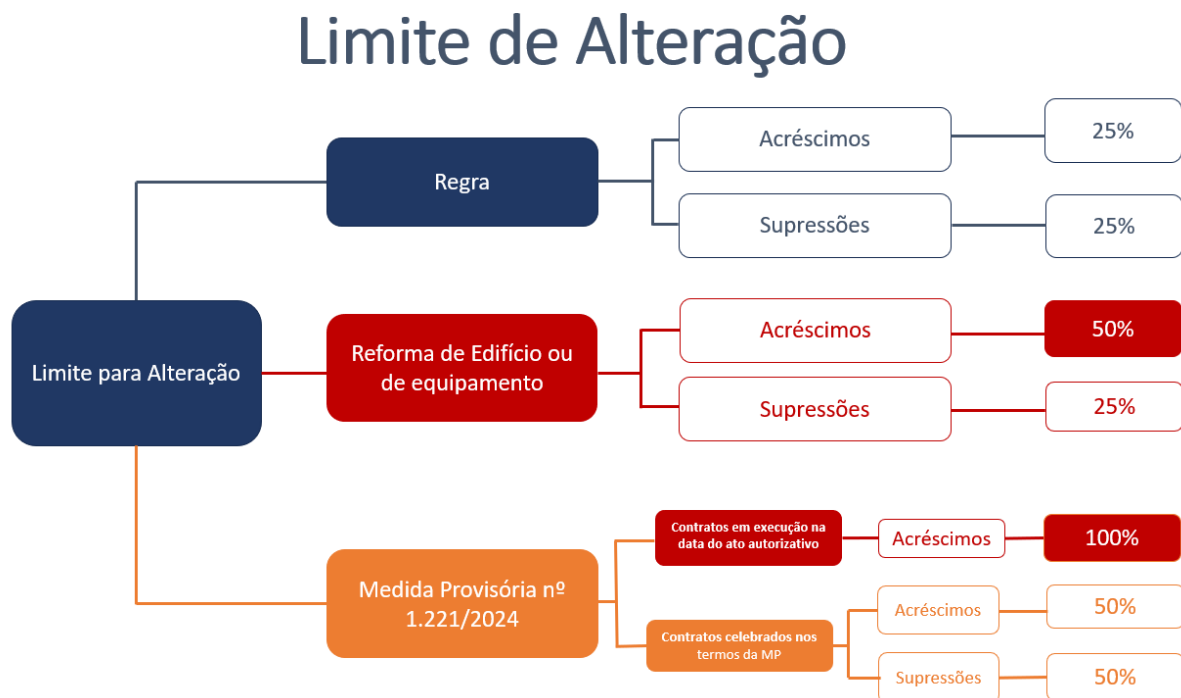 Limite de Alteração
Limite para Alteração
Regra
Acréscimos
25%
Supressões
25%
Reforma de Edifício ou
de equipamento
Acréscimos
50%
Supressões
25%
Medida Provisória nº
1.221/2024
Contratos em execução na
data do ato autorizativo
Acréscimos
100%
Contratos celebrados nos
termos da MP
Acréscimos
50%
Supressões
50%